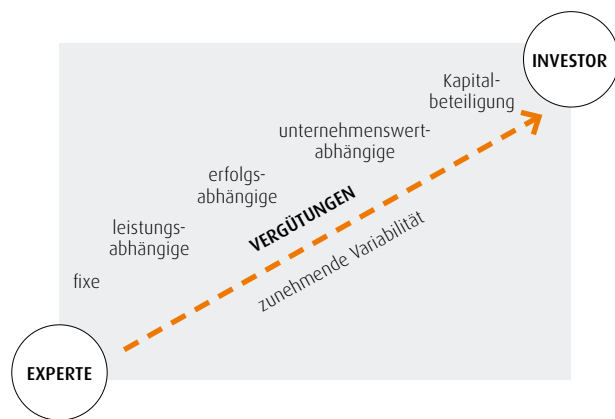 INVESTOR
Kapital-
beteiligung
unternehmenswert-
abhängige
erfolgs-
abhängige
VERGÜTUNGEN
leistungs-
abhängige
zunehmende Variabilität
fixe
EXPERTE